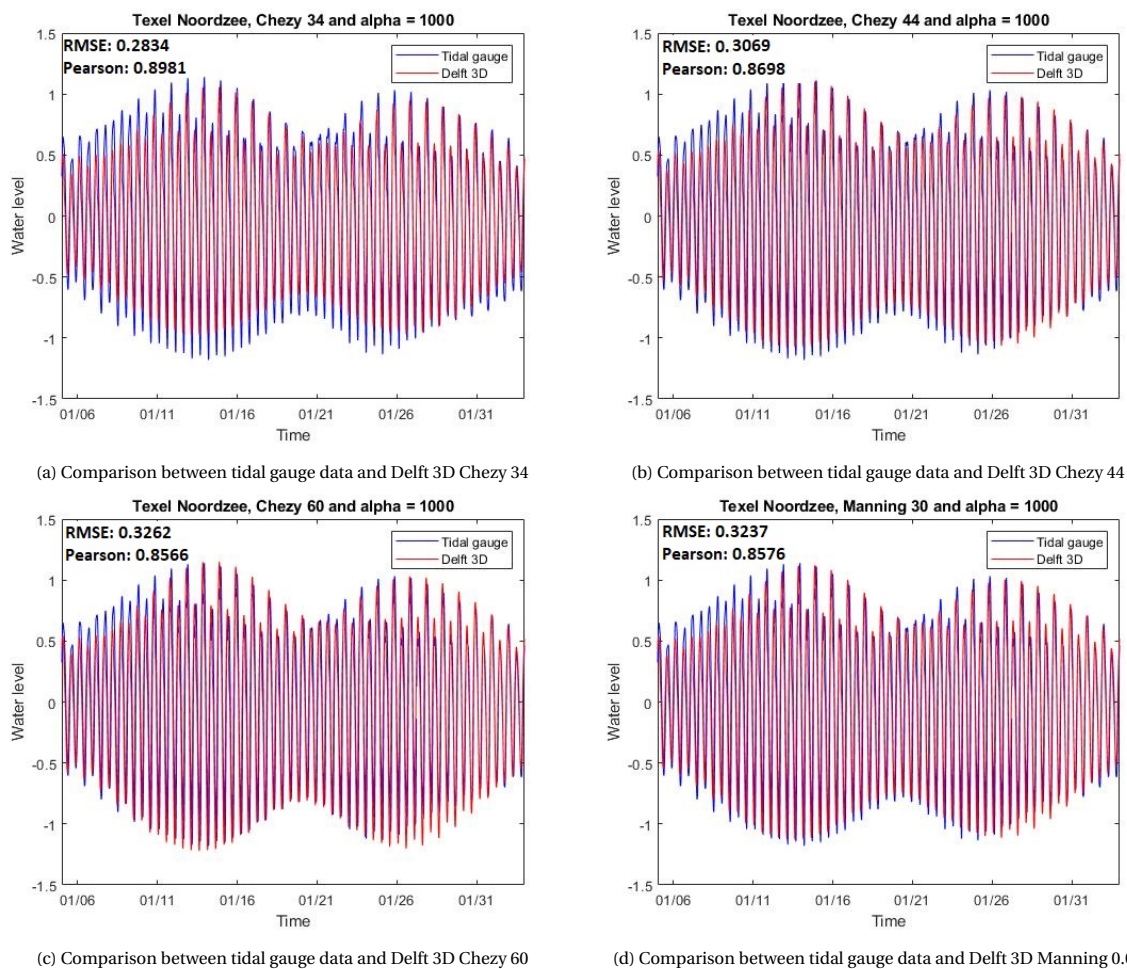 Texel Noordzee, Chezy 34 and alpha = 1000
RMSE: 0.2834
Pearson: 0.8981
Tidal gauge
Delft 3D
1.5
1
0.5
0
-0.5
-1
-1.5
Water level
01/06 01/11 01/16 01/21 01/26 01/31
Time
(a) Comparison between tidal gauge data and Delft 3D Chezy 34
Texel Noordzee, Chezy 44 and alpha = 1000
RMSE: 0.3069
Pearson: 0.8698
Tidal gauge
Delft 3D
1.5
1
0.5
0
-0.5
-1
-1.5
Water level
01/06 01/11 01/16 01/21 01/26 01/31
Time
(b) Comparison between tidal gauge data and Delft 3D Chezy 44
Texel Noordzee, Chezy 60 and alpha = 1000
RMSE: 0.3262
Pearson: 0.8566
Tidal gauge
Delft 3D
1.5
1
0.5
0
-0.5
-1
-1.5
Water level
01/06 01/11 01/16 01/21 01/26 01/31
Time
(c) Comparison between tidal gauge data and Delft 3D Chezy 60
Texel Noordzee, Manning 30 and alpha = 1000
RMSE: 0.3237
Pearson: 0.8576
Tidal gauge
Delft 3D
1.5
1
0.5
0
-0.5
-1
-1.5
Water level
01/06 01/11 01/16 01/21 01/26 01/31
Time
(d) Comparison between tidal gauge data and Delft 3D Manning